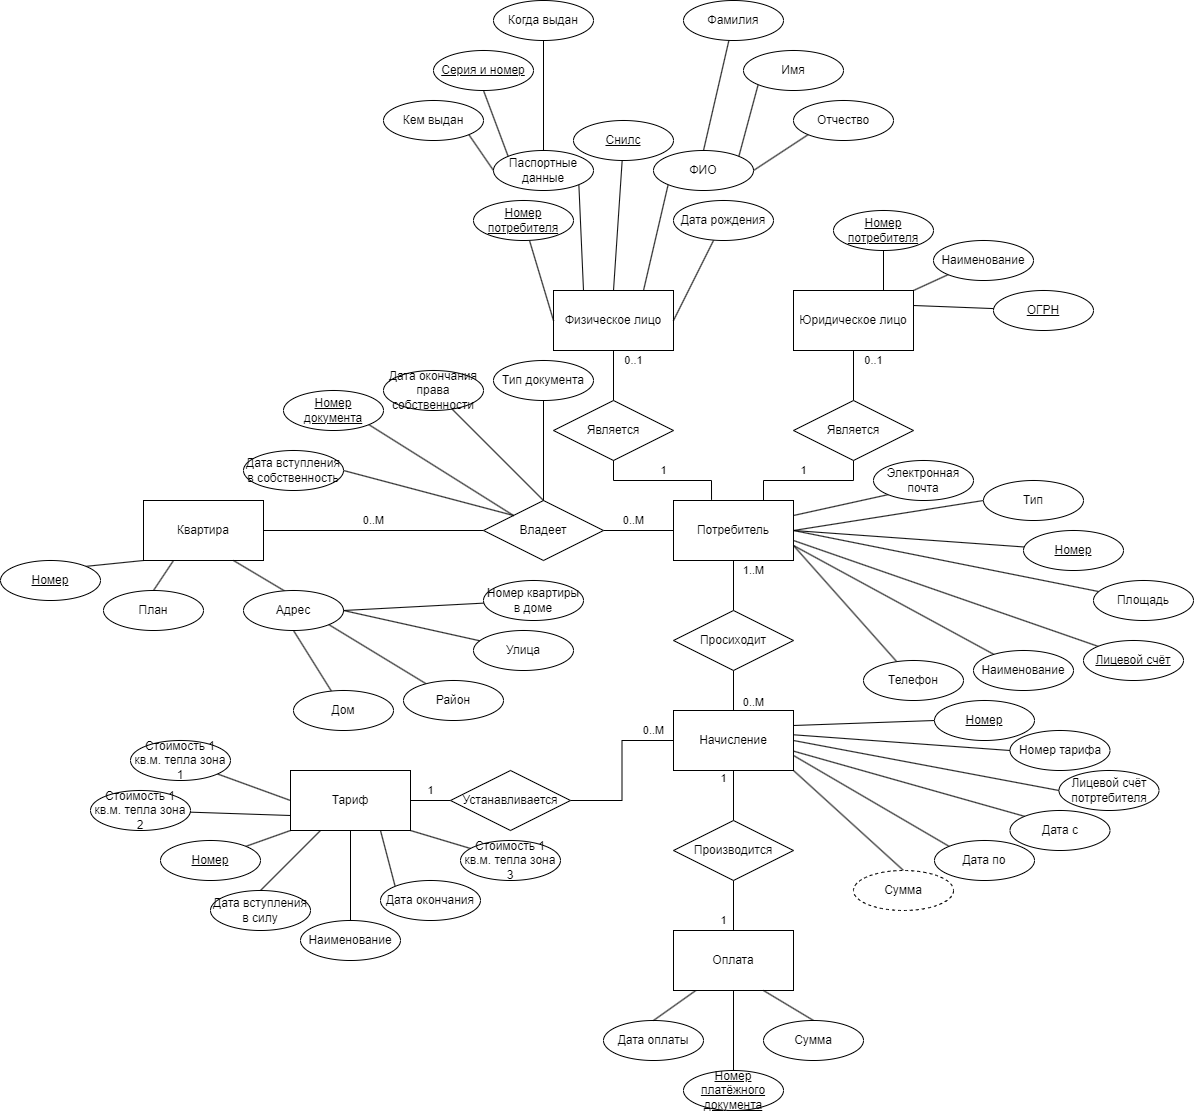 Когда выдан
Фамилия
Серия и номер
Имя
Кем выдан
Снилс
Отчество
Паспортные
данные
ФИО
Номер
потребителя
Дата рождения
Номер
потребителя
Наименование
ОГРН
Физическое лицо
Юридическое лицо
0..1
0..1
Дата окончания
права
собственности
Тип документа
Номер
документа
Является
Является
Дата вступления
в собственность
1
1
Электронная
почта
Тип
Квартира
0..M
Владеет
0..M
Потребитель
Номер
Номер
План
Адрес
Номер квартиры
в доме
1..M
Площадь
Улица
Просиходит
Лицевой счёт
Наименование
Телефон
Дом
Район
0..M
0..M
Начисление
Номер
Номер тарифа
Лицевой счёт
потртебителя
Дата с
Дата по
Сумма
Стоимость 1
кв.м. тепла зона
1
Стоимость 1
кв.м. тепла зона
2
Тариф
1
Устанавливается
1
Номер
Стоимость 1
кв.м. тепла зона
3
Производится
Дата вступления
в силу
Дата окончания
Наименование
1
Оплата
Дата оплаты
Сумма
Номер
платёжного
документа